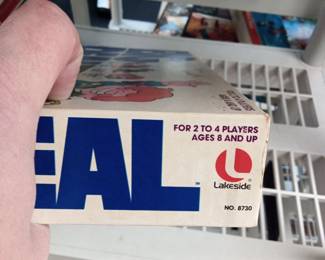 EAL
FOR 2 TO 4 PLAYERS
AGES 8 AND UP
Lakeside
NO. 8730